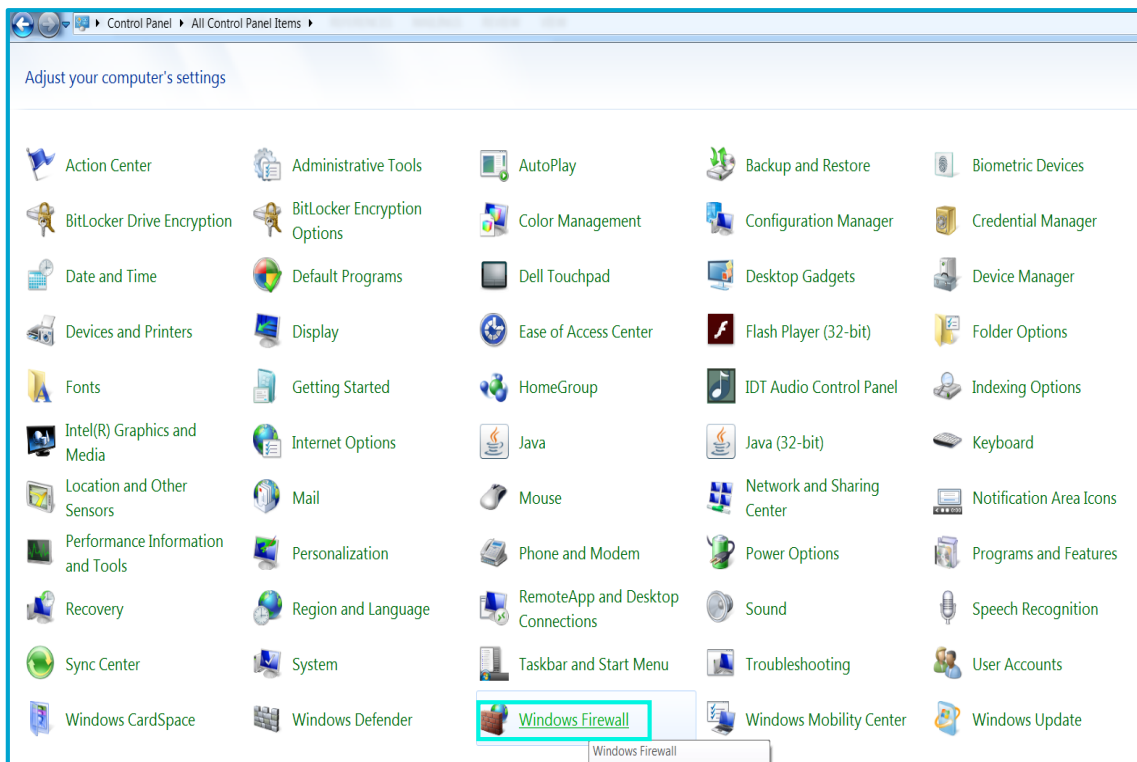 Control Panel All Control Panel Items
Adjust your computer's settings
Action Center
Administrative Tools
AutoPlay
Backup and Restore
Biometric Devices
BitLocker Drive Encryption
BitLocker Encryption
Options
Color Management
Configuration Manager
Credential Manager
Date and Time
Default Programs
Dell Touchpad
Desktop Gadgets
Device Manager
Devices and Printers
Display
Ease of Access Center
Flash Player (32-bit)
Folder Options
Fonts
Getting Started
HomeGroup
IDT Audio Control Panel
Indexing Options
Intel(R) Graphics and
Media
Internet Options
Java
Java (32-bit)
Keyboard
Location and Other
Sensors
Mail
Mouse
Network and Sharing
Center
Notification Area Icons
Performance Information
and Tools
Personalization
Phone and Modem
Power Options
Programs and Features
Recovery
Region and Language
RemoteApp and Desktop
Connections
Sound
Speech Recognition
Sync Center
System
Taskbar and Start Menu
Troubleshooting
User Accounts
Windows CardSpace
Windows Defender
Windows Firewall
Windows Mobility Center
Windows Update
Windows Firewall